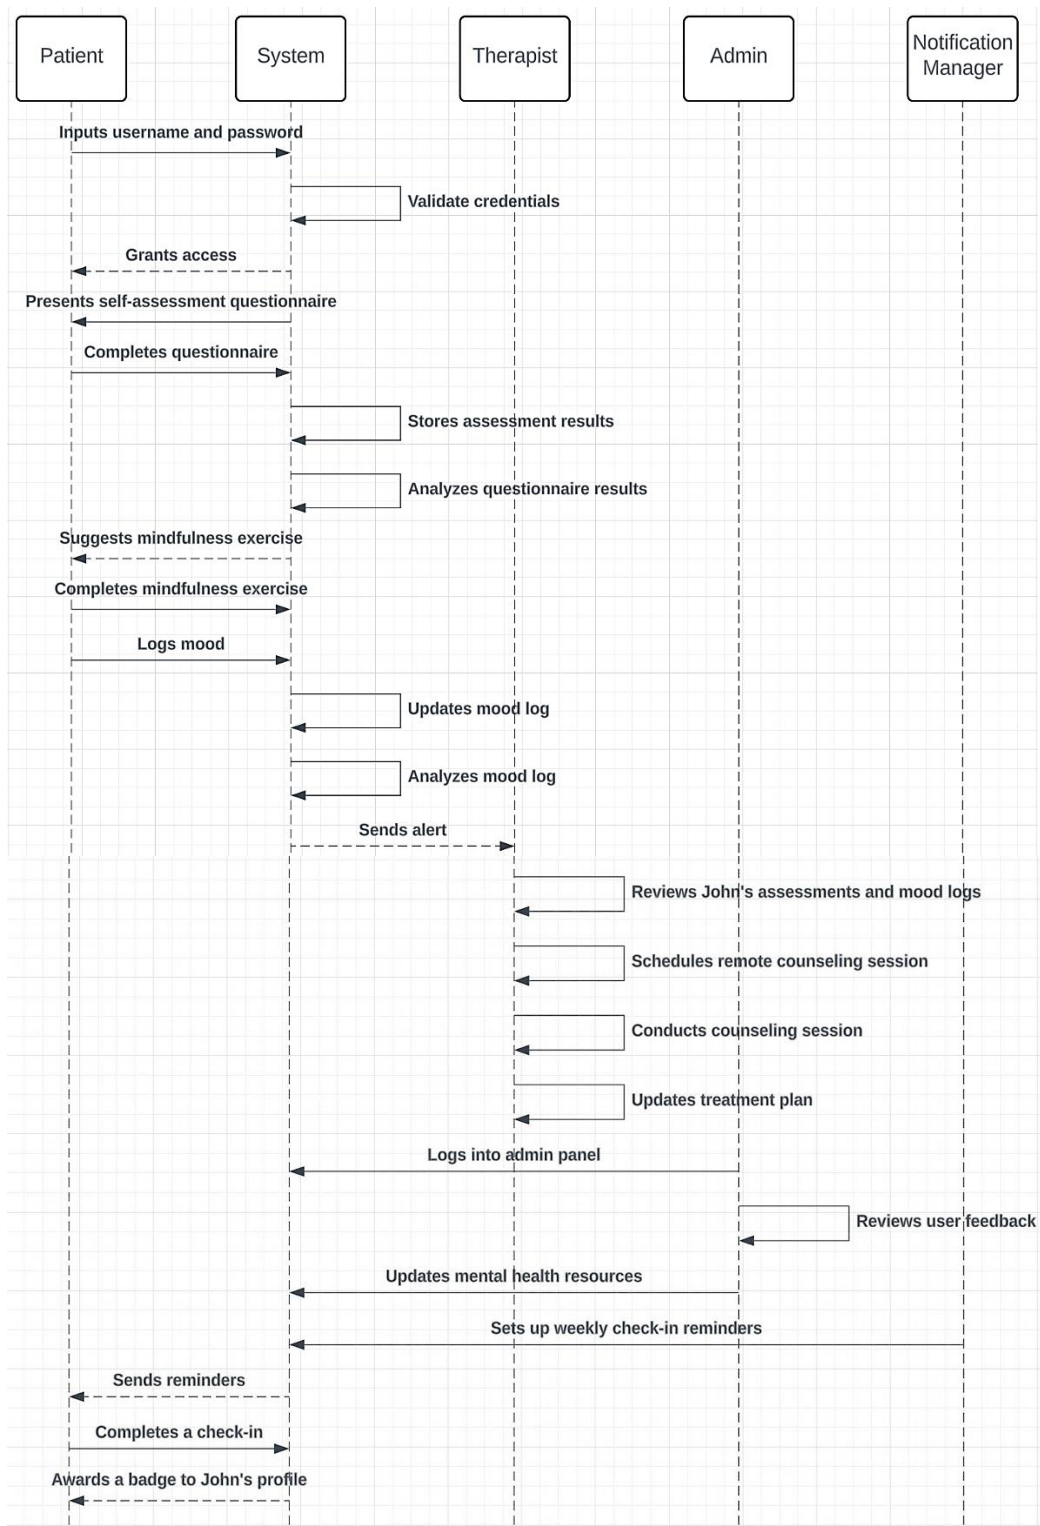 Patient
System
Therapist
Admin
Notification
Manager
Inputs username and password
Validate credentials
Grants access
Presents self-assessment questionnaire
Completes questionnaire
Stores assessment results
Analyzes questionnaire results
Suggests mindfulness exercise
Completes mindfulness exercise
Logs mood
Updates mood log
Analyzes mood log
Sends alert
Reviews John's assessments and mood logs
Schedules remote counseling session
Conducts counseling session
Updates treatment plan
Logs into admin panel
Reviews user feedback
Updates mental health resources
Sets up weekly check-in reminders
Sends reminders
Completes a check-in
Awards a badge to John's profile